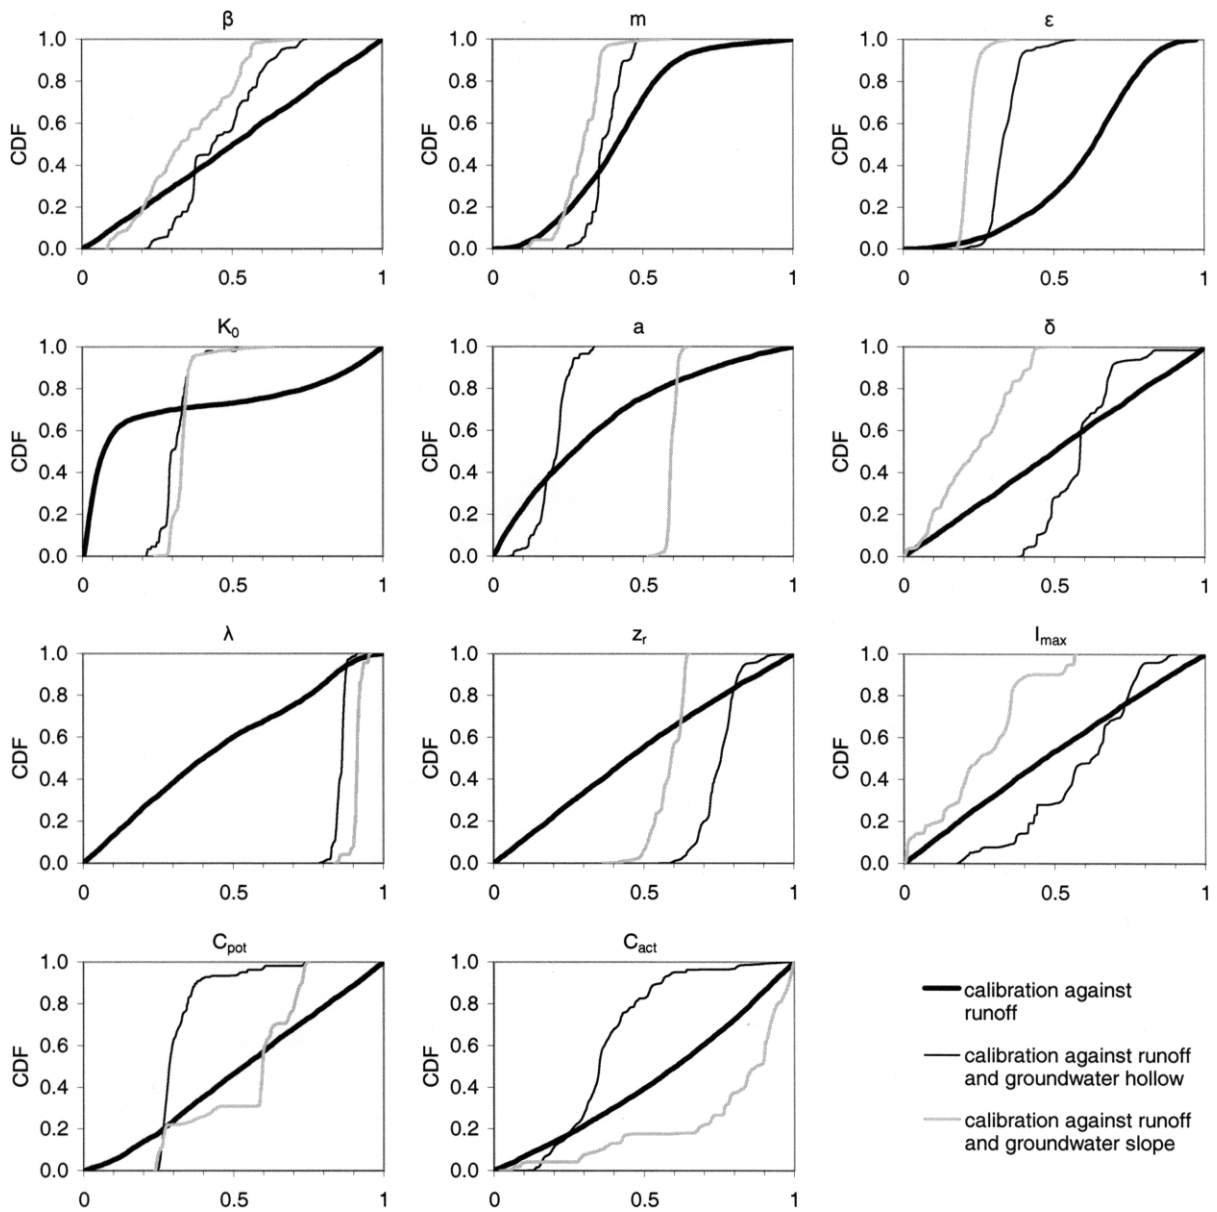 β m ε
1.0 1.0 1.0
0.8 0.8 0.8
0.6 0.6 0.6
CDF CDF CDF
0.4 0.4 0.4
0.2 0.2 0.2
0.0 0.0 0.0
0 0.5 1 0 0.5 1 0 0.5 1
K0 a δ
1.0 1.0 1.0
0.8 0.8 0.8
0.6 0.6 0.6
CDF CDF CDF
0.4 0.4 0.4
0.2 0.2 0.2
0.0 0.0 0.0
0 0.5 1 0 0.5 1 0 0.5 1
λ zr Imax
1.0 1.0 1.0
0.8 0.8 0.8
0.6 0.6 0.6
CDF CDF CDF
0.4 0.4 0.4
0.2 0.2 0.2
0.0 0.0 0.0
0 0.5 1 0 0.5 1 0 0.5 1
Cpot Cact
1.0 1.0
0.8 0.8
0.6 0.6
CDF CDF
0.4 0.4
0.2 0.2
0.0 0.0
0 0.5 1 0 0.5 1
calibration against
runoff
calibration against runoff
and groundwater hollow
calibration against runoff
and groundwater slope